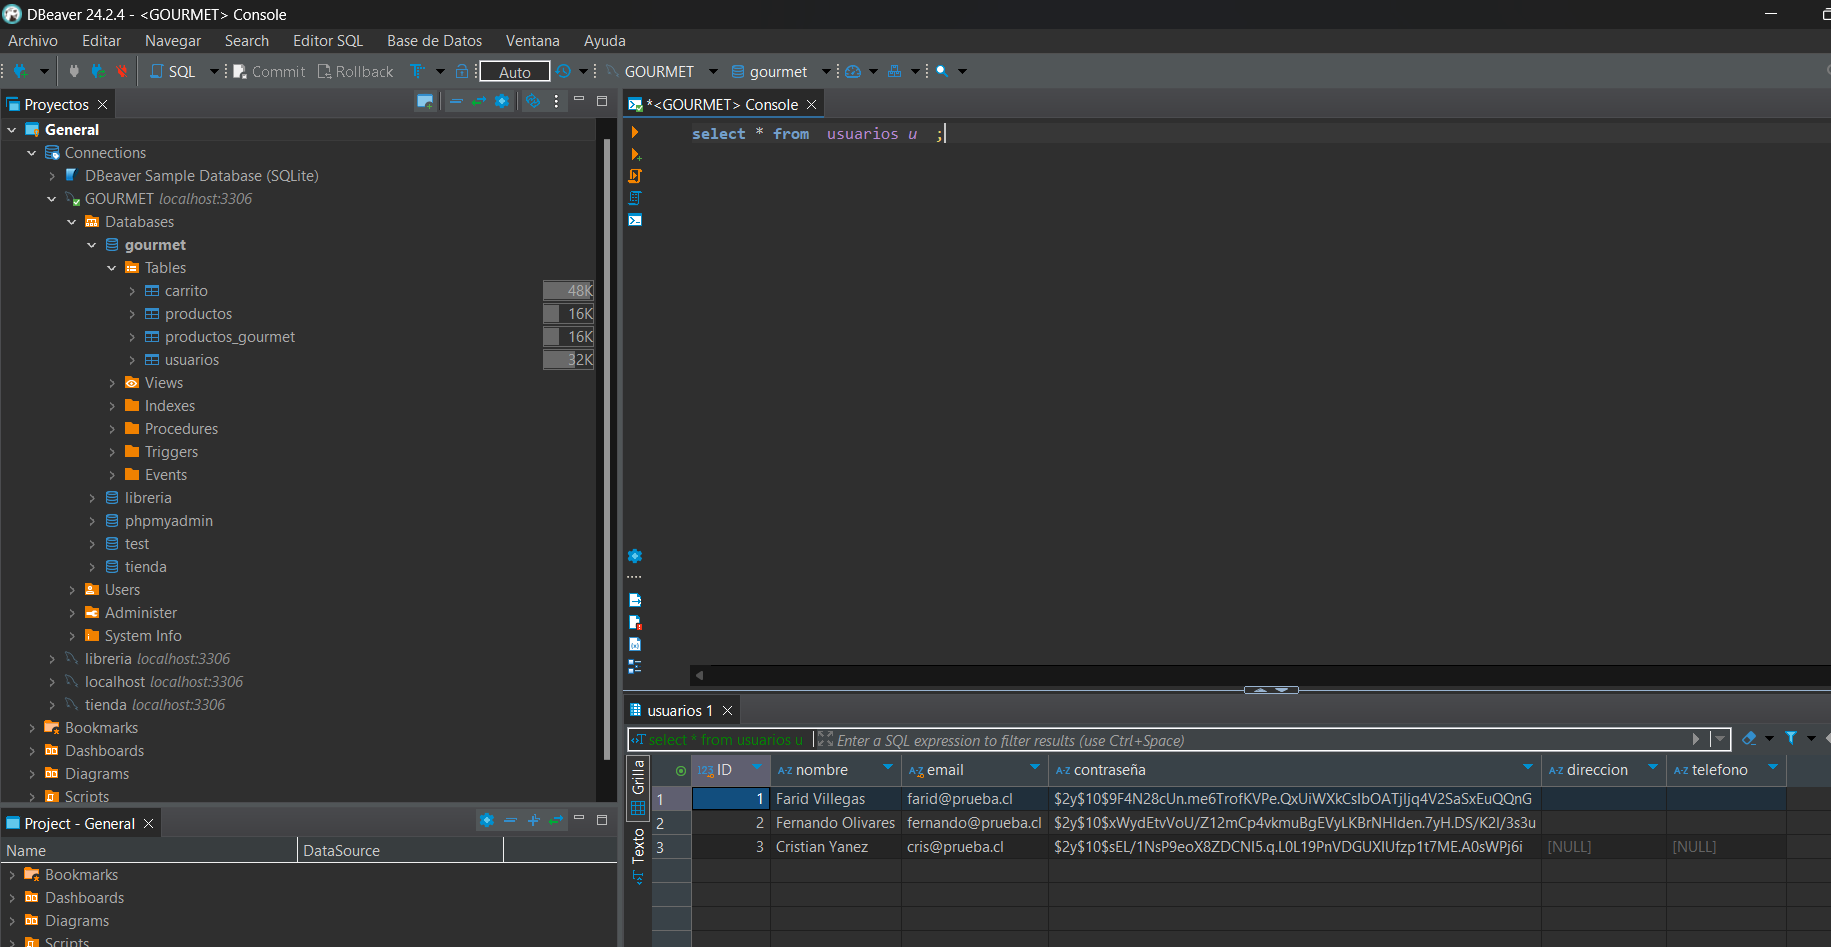 DBeaver 24.2.4 - <GOURMET> Console
Archivo Editar Navegar Search Editor SQL Base de Datos Ventana Ayuda
SQL Commit Rollback Auto GOURMET gourmet
Proyectos
General
Connections
DBeaver Sample Database (SQLite)
GOURMET localhost:3306
Databases
gourmet
Tables
carrito 48K
productos 16K
productos_gourmet 16K
usuarios 32K
Views
Indexes
Procedures
Triggers
Events
libreria
phpmyadmin
test
tienda
Users
Administer
System Info
libreria localhost:3306
localhost localhost:3306
tienda localhost:3306
Bookmarks
Dashboards
Diagrams
Scripts
Project - General
Name DataSource
Bookmarks
Dashboards
Diagrams
Scripts
*<GOURMET> Console
select * from usuarios u ;
usuarios 1
select * from usuarios u Enter a SQL expression to filter results (use Ctrl+Space)
Grilla
Texto
123 ID A-Z nombre A-Z email A-Z contraseña A-Z direccion A-Z telefono
1 1 Farid Villegas farid@prueba.cl $2y$10$9F4N28cUn.me6TrofKVPe.QxUiWXkCsIbOATjIjq4V2SaSxEuQQnG
2 2 Fernando Olivares fernando@prueba.cl $2y$10$xWydEtvVoU/Z12mCp4vkmuBgEVyLKBrNHIden.7yH.DS/K2I/3s3u
3 3 Cristian Yanez cris@prueba.cl $2y$10$sEL/1NsP9eoX8ZDCNI5.q.L0L19PnVDGUXIUfzp1t7ME.A0sWPj6i [NULL] [NULL]